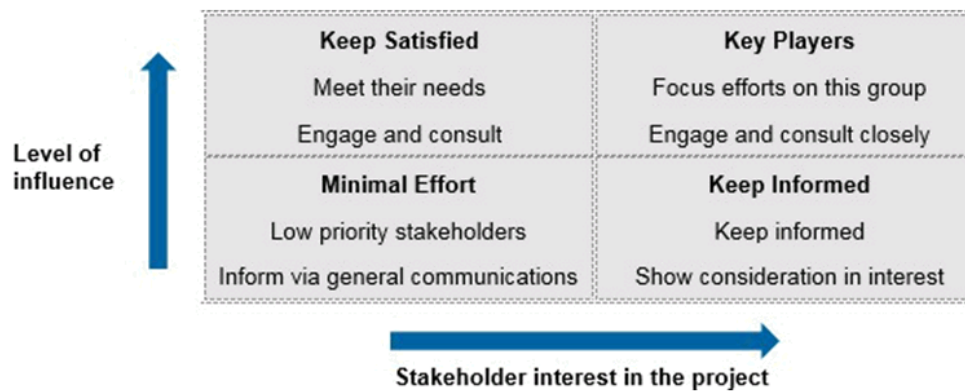 Keep Satisfied
Meet their needs
Engage and consult
Key Players
Focus efforts on this group
Engage and consult closely
Level of
influence
Minimal Effort
Low priority stakeholders
Inform via general communications
Keep Informed
Keep informed
Show consideration in interest
Stakeholder interest in the project